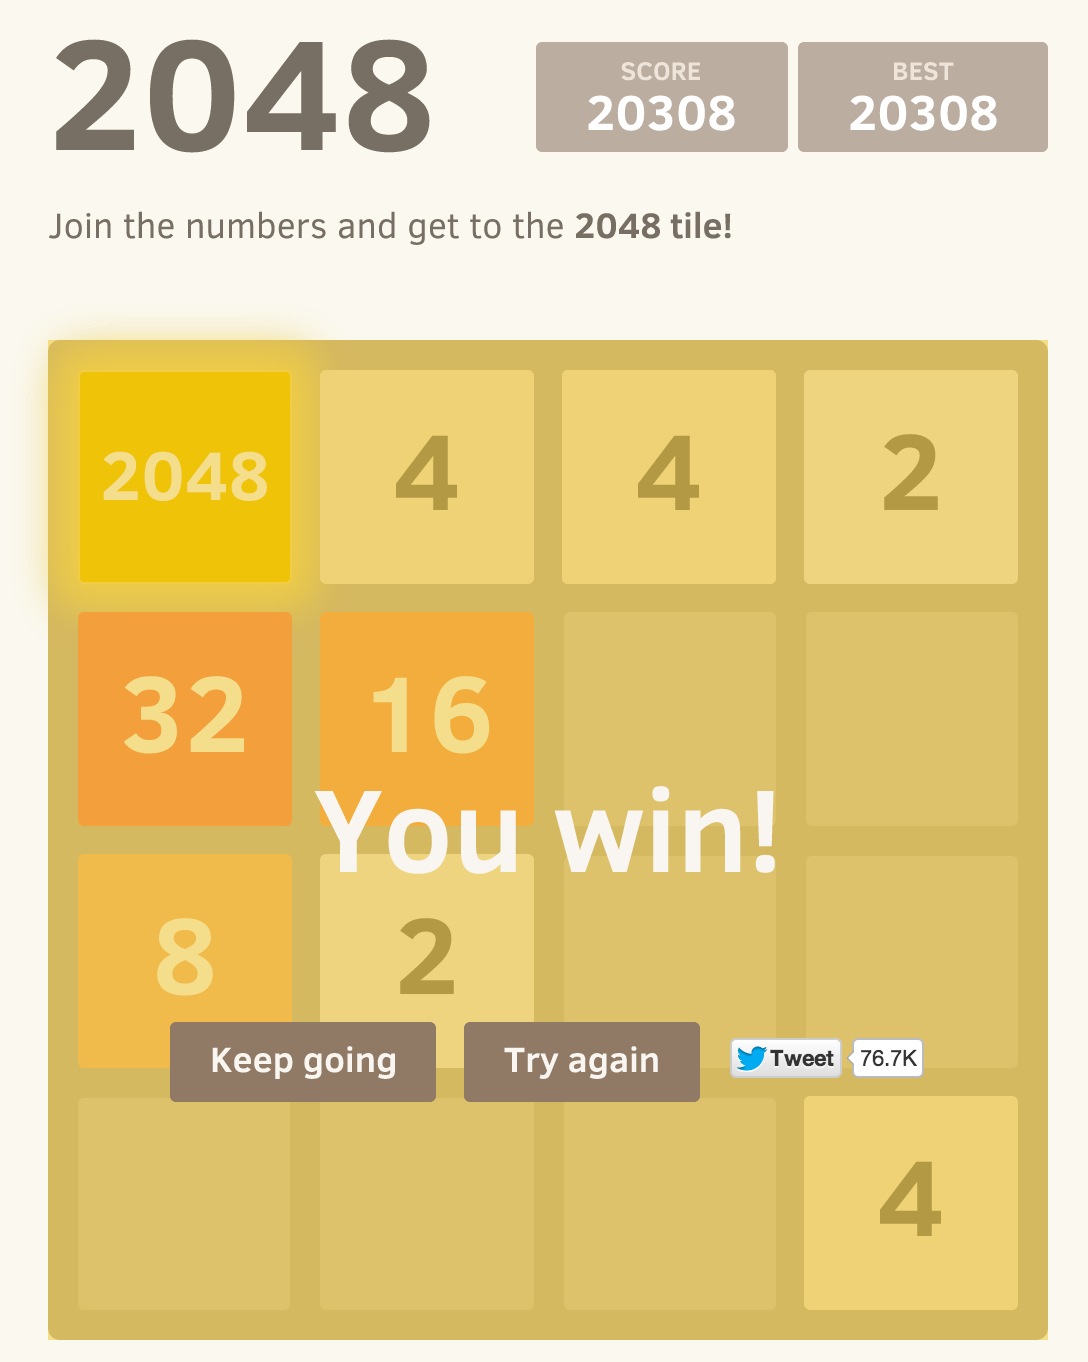 2048
SCORE
20308
BEST
20308
Join the numbers and get to the 2048 tile!
2048 4 4 2
32 16
You win!
8 2
Keep going Try again Tweet 76.7K
4